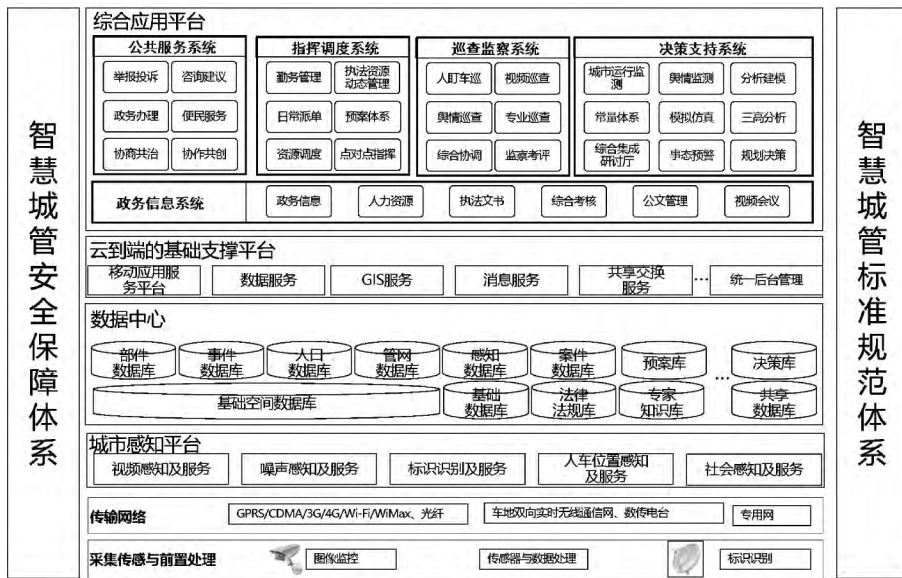 智慧城管安全保障体系
综合应用平台
公共服务系统
举报投诉
咨询建议
政务办理
便民服务
协商共治
协作共创
指挥调度系统
勤务管理
执法资源
动态管理
日常派单
预案体系
资源调度
点对点指挥
巡查监察系统
人盯车巡
视频巡查
舆情巡查
专业巡查
综合协调
监察考评
决策支持系统
城市运行监
测
舆情监测
分析建模
常量体系
模拟仿真
三高分析
综合集成
研讨厅
事态预警
规划决策
政务信息系统
政务信息
人力资源
执法文书
综合考核
公文管理
视频会议
云到端的基础支撑平台
移动应用服
务平台
数据服务
GIS服务
消息服务
共享交换
服务
...
统一后台管理
数据中心
部件
数据库
事件
数据库
人口
数据库
管网
数据库
感知
数据库
案件
数据库
预案库
...
决策库
基础空间数据库
基础
数据库
法律
法规库
专家
知识库
共享
数据库
城市感知平台
视频感知及服务
噪声感知及服务
标识识别及服务
人车位置感知
及服务
社会感知及服务
传输网络
GPRS/CDMA/3G/4G/Wi-Fi/WiMax、光纤
车地双向实时无线通信网、数传电台
专用网
采集传感与前置处理
图像监控
传感器与数据处理
标识识别
智慧城管标准规范体系